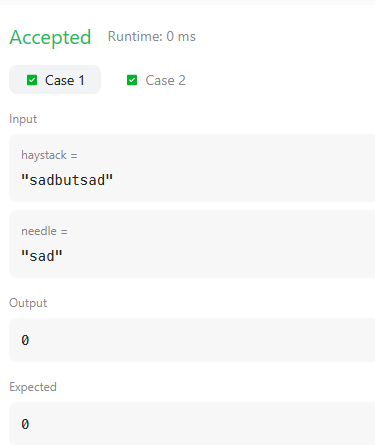 Accepted Runtime: 0 ms
Case 1 Case 2
Input
haystack =
"sadbutsad"
needle =
"sad"
Output
0
Expected
0